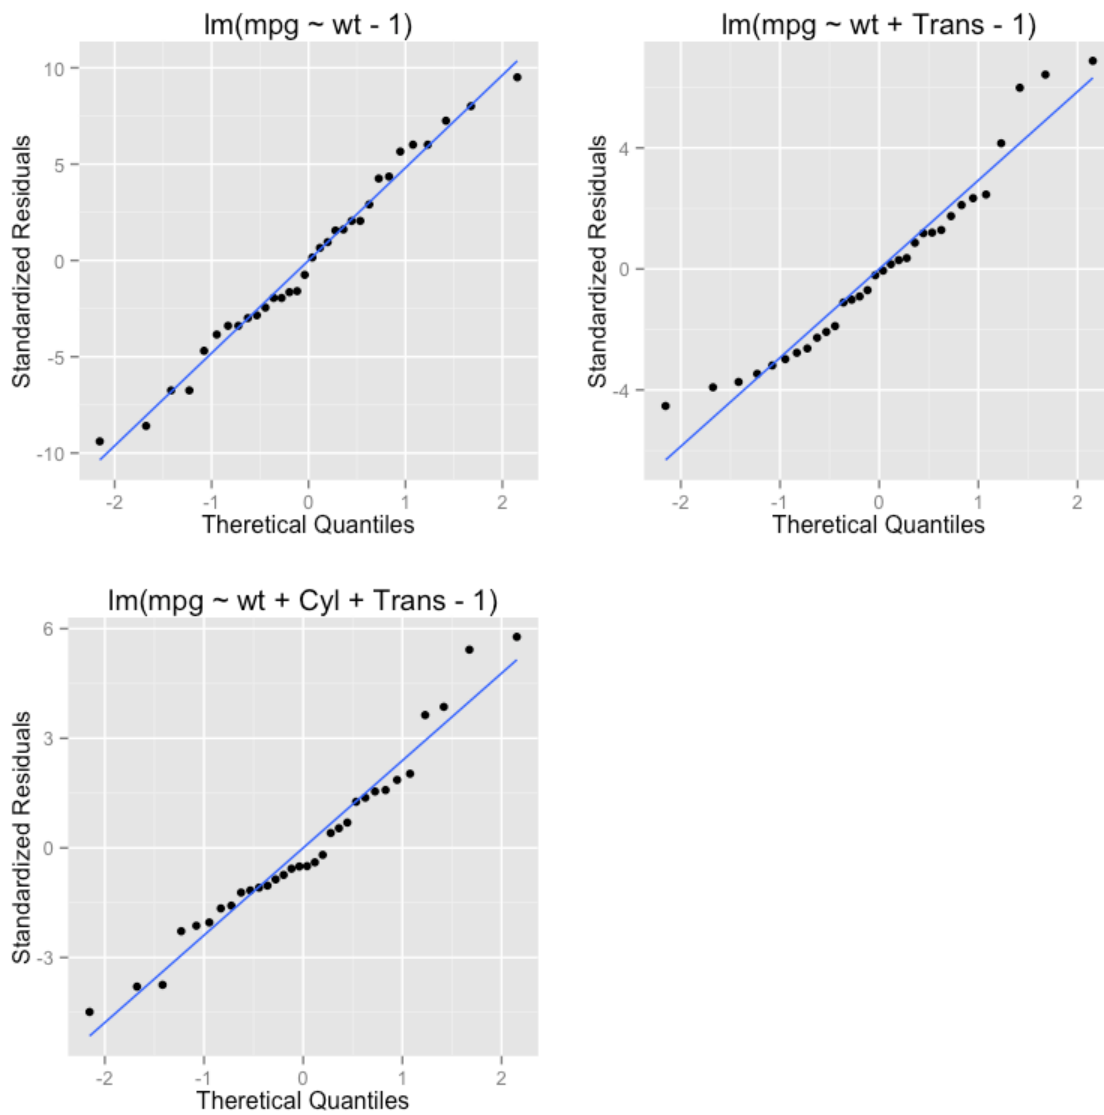 lm(mpg ~ wt - 1)
10
5
0
-5
-10
Standardized Residuals
-2 -1 0 1 2
Theretical Quantiles
lm(mpg ~ wt + Trans - 1)
4
0
-4
Standardized Residuals
-2 -1 0 1 2
Theretical Quantiles
lm(mpg ~ wt + Cyl + Trans - 1)
6
3
0
-3
Standardized Residuals
-2 -1 0 1 2
Theretical Quantiles